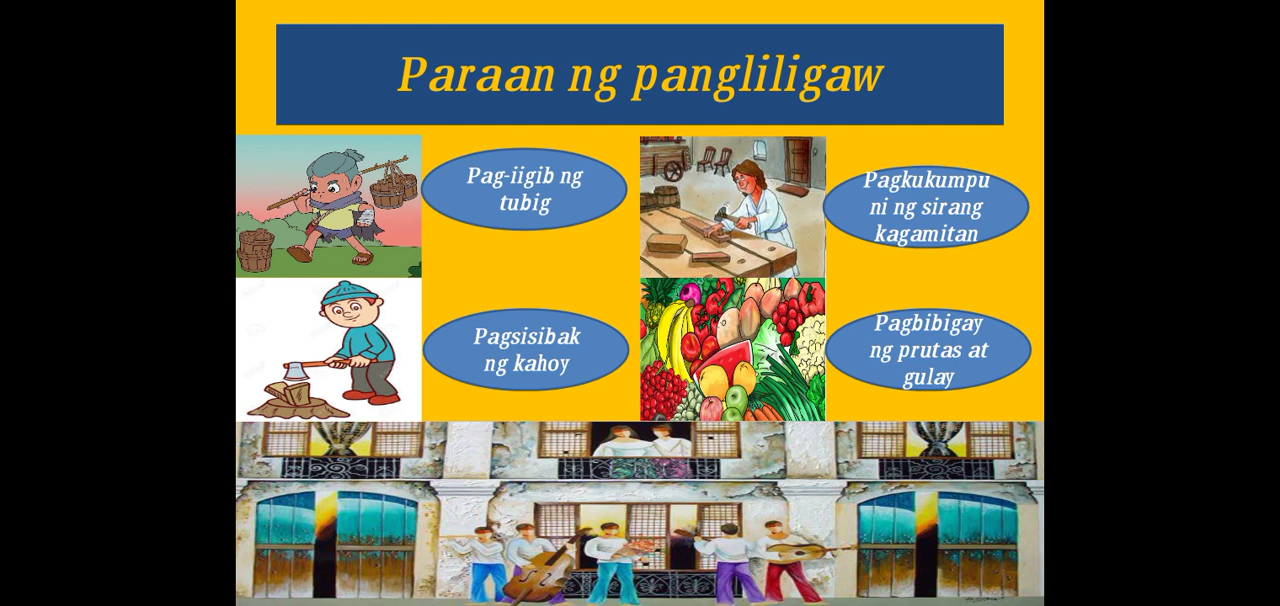 Paraan ng pangliligaw
Pag-iigib ng
tubig
Pagkukumpu
ni ng sirang
kagamitan
Pagsisibak
ng kahoy
Pagbibigay
ng prutas at
gulay